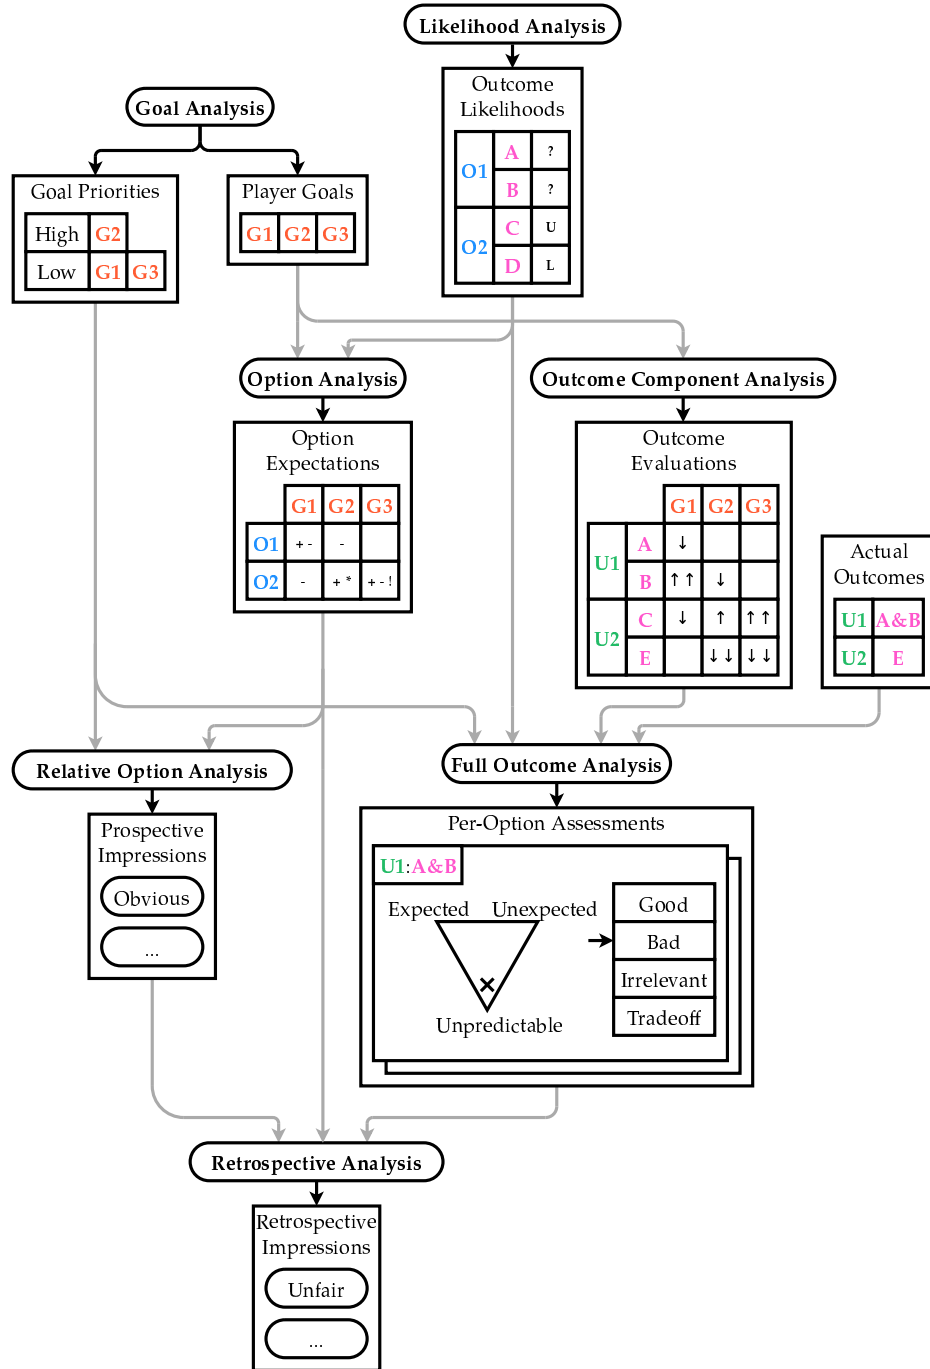 Likelihood Analysis
Outcome
Likelihoods
O1 A ?
B ?
O2 C U
D L
Goal Analysis
Goal Priorities
High G2
Low G1 G3
Player Goals
G1 G2 G3
Option Analysis
Option
Expectations
G1 G2 G3
O1 + - -
O2 - + * + - !
Outcome Component Analysis
Outcome
Evaluations
G1 G2 G3
U1 A ↓
B ↑ ↑ ↓
U2 C ↓ ↑ ↑ ↑
E ↓ ↓ ↓ ↓
Actual
Outcomes
U1 A&B
U2 E
Relative Option Analysis
Prospective
Impressions
Obvious
...
Full Outcome Analysis
Per-Option Assessments
U1:A&B
Expected Unexpected
Unpredictable
Good
Bad
Irrelevant
Tradeoff
Retrospective Analysis
Retrospective
Impressions
Unfair
...